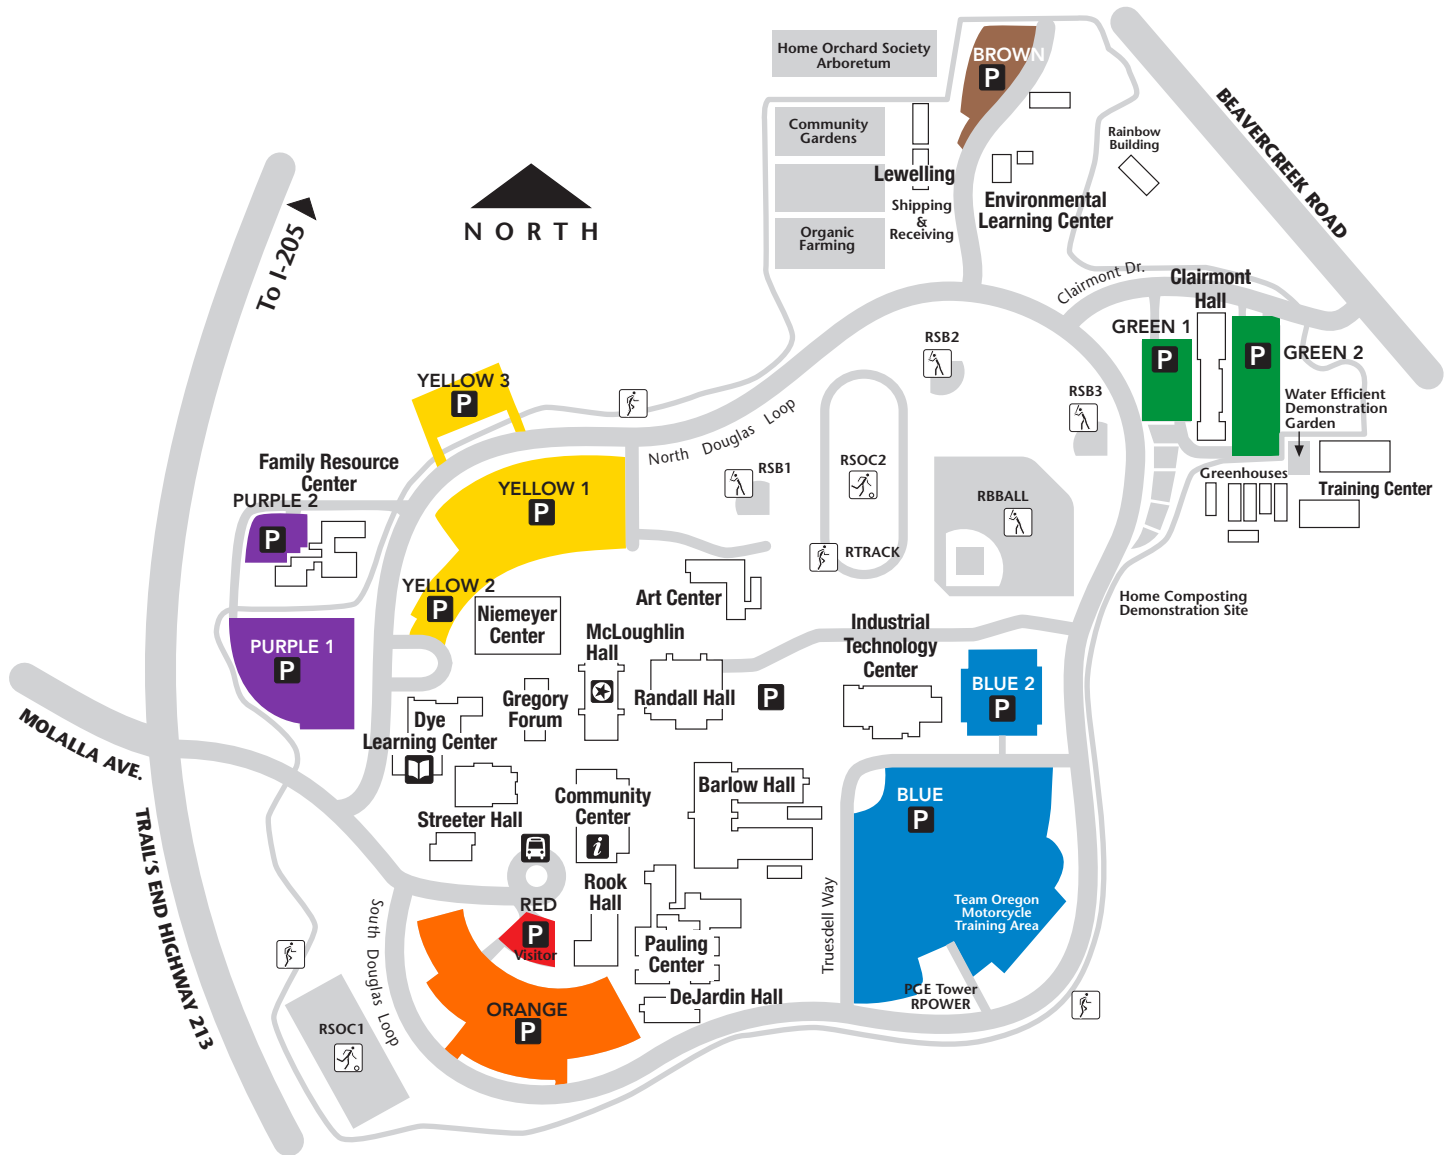 Home Orchard Society
Arboretum
BROWN
P
Community
Gardens
Lewelling
Shipping
&
Receiving
Organic
Farming
Environmental
Learning Center
Rainbow
Building
BEAVERCREEK ROAD
NORTH
To I-205
Clairmont Dr.
Clairmont
Hall
GREEN 1
P
P
GREEN 2
Water Efficient
Demonstration
Garden
Greenhouses
Training Center
RSB2
RSB3
YELLOW 3
P
North Douglas Loop
RSB1
RSOC2
RBBALL
RTRACK
Family Resource
Center
PURPLE 2
P
YELLOW 1
P
YELLOW 2
P
Niemeyer
Center
Art Center
Home Composting
Demonstration Site
McLoughlin
Hall
Industrial
Technology
Center
PURPLE 1
P
Gregory
Forum
Randall Hall
P
BLUE 2
P
MOLALLA AVE.
Dye
Learning Center
Streeter Hall
Community
Center
i
Barlow Hall
BLUE
P
TRAIL'S END HIGHWAY 213
Rook
Hall
RED
P
Visitor
South Douglas Loop
Truesdell Way
Team Oregon
Motorcycle
Training Area
Pauling
Center
DeJardin Hall
PGE Tower
RPOWER
ORANGE
P
RSOC1